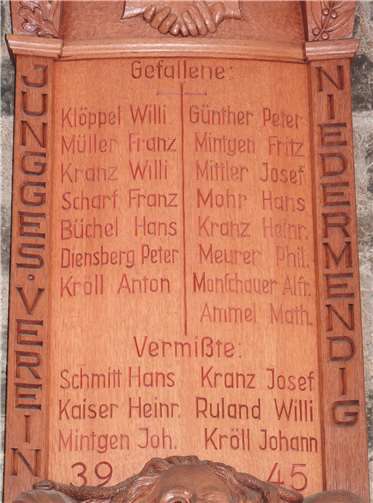 JUNGGES.VEREIN
Gefallene:
Klöppel Willi
Müller Franz
Kranz Willi
Scharf Franz
Büchel Hans
Diensberg Peter
Kröll Anton
Günther Peter
Mintgen Fritz
Mittler Josef
Mohr Hans
Kranz Heinr.
Meurer Phil.
Monschauer Alfr.
Ammel Math.
Vermißte:
Schmitt Hans
Kaiser Heinr.
Mintgen Joh.
Kranz Josef
Ruland Willi
Kröll Johann
39 45
NIEDERMENDIG